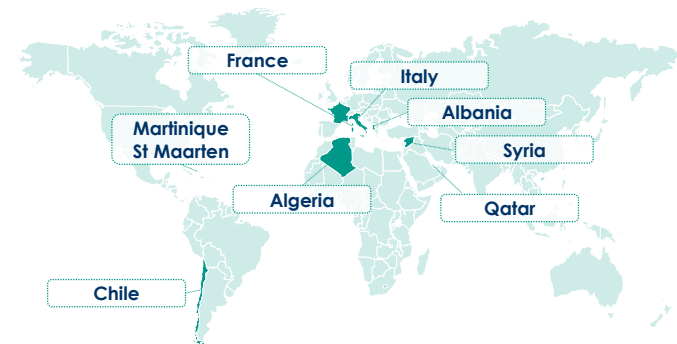 France
Italy
Albania
Martinique
St Maarten
Syria
Algeria
Qatar
Chile